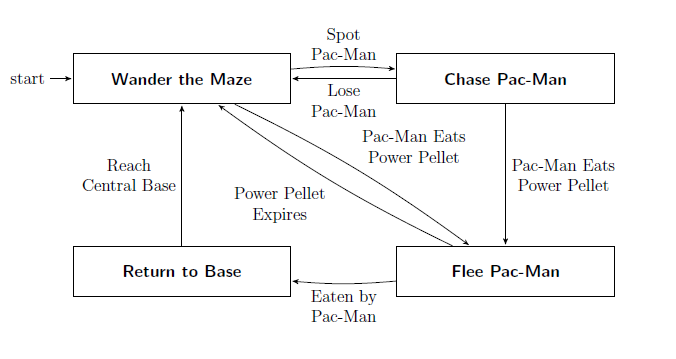 Spot
Pac-Man
start
Wander the Maze
Chase Pac-Man
Lose
Pac-Man
Pac-Man Eats
Power Pellet
Reach
Central Base
Pac-Man Eats
Power Pellet
Power Pellet
Expires
Return to Base
Flee Pac-Man
Eaten by
Pac-Man